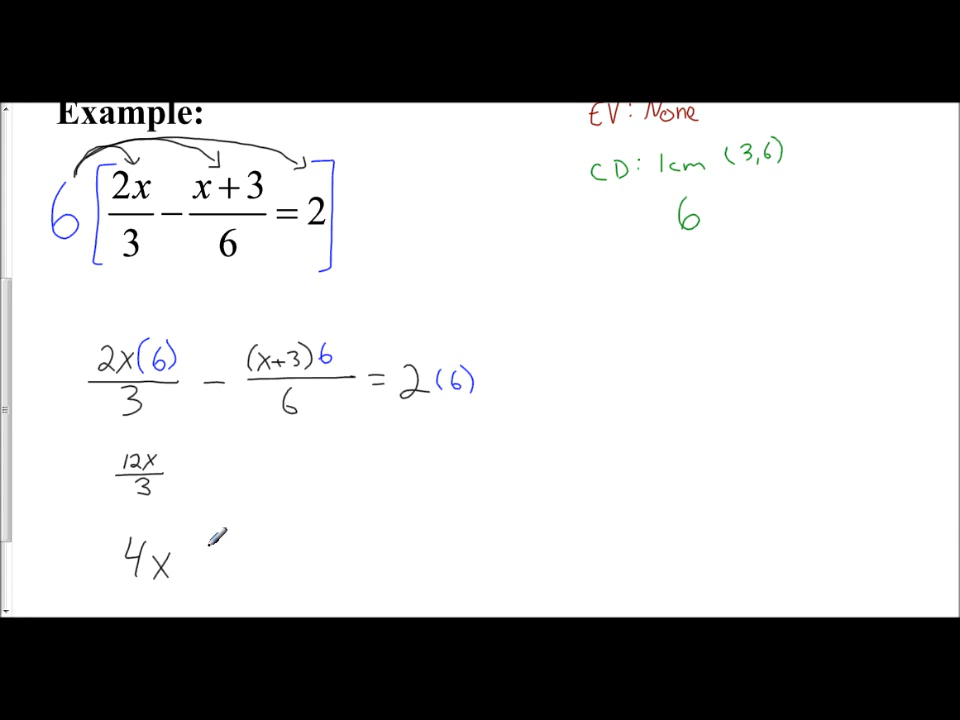 Example:
EV: None
CD: lcm (3,6)
6
6[2x/3 − x + 3/6 = 2]
2x(6)/3 − (x+3)6/6 = 2(6)
12x/3
4x